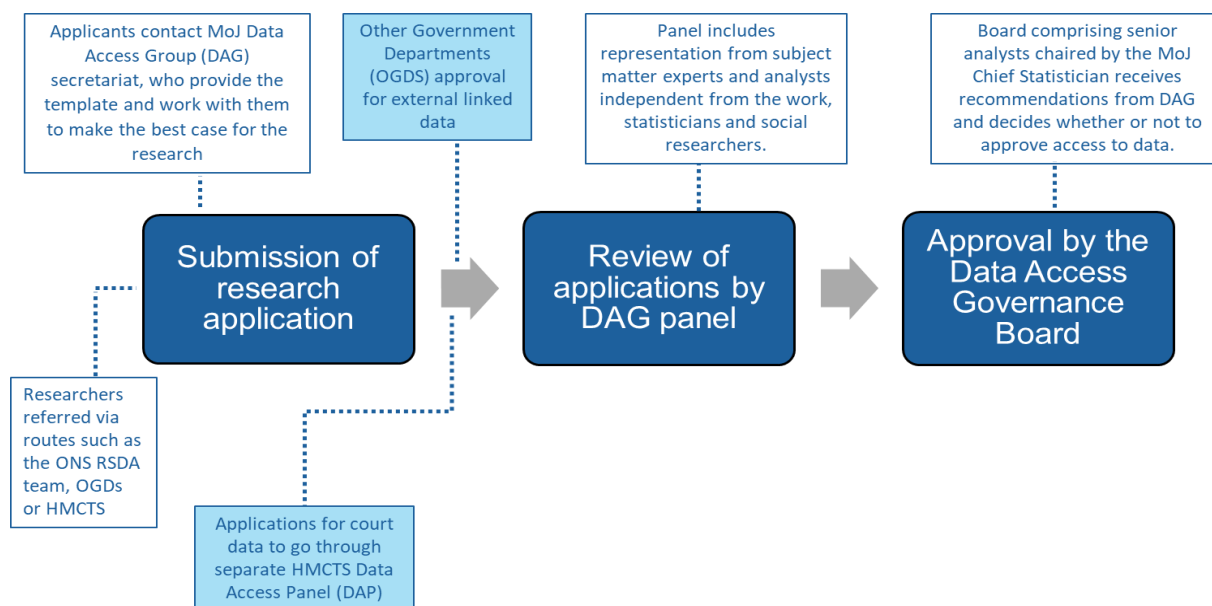 Applicants contact MoJ Data
Access Group (DAG)
secretariat, who provide the
template and work with them
to make the best case for the
research
Other Government
Departments
(OGDS) approval
for external linked
data
Panel includes
representation from subject
matter experts and analysts
independent from the work,
statisticians and social
researchers.
Board comprising senior
analysts chaired by the MoJ
Chief Statistician receives
recommendations from DAG
and decides whether or not to
approve access to data.
Submission of
research
application
Review of
applications by
DAG panel
Approval by the
Data Access
Governance
Board
Researchers
referred via
routes such as
the ONS RSDA
team, OGDs
or HMCTS
Applications for court
data to go through
separate HMCTS Data
Access Panel (DAP)